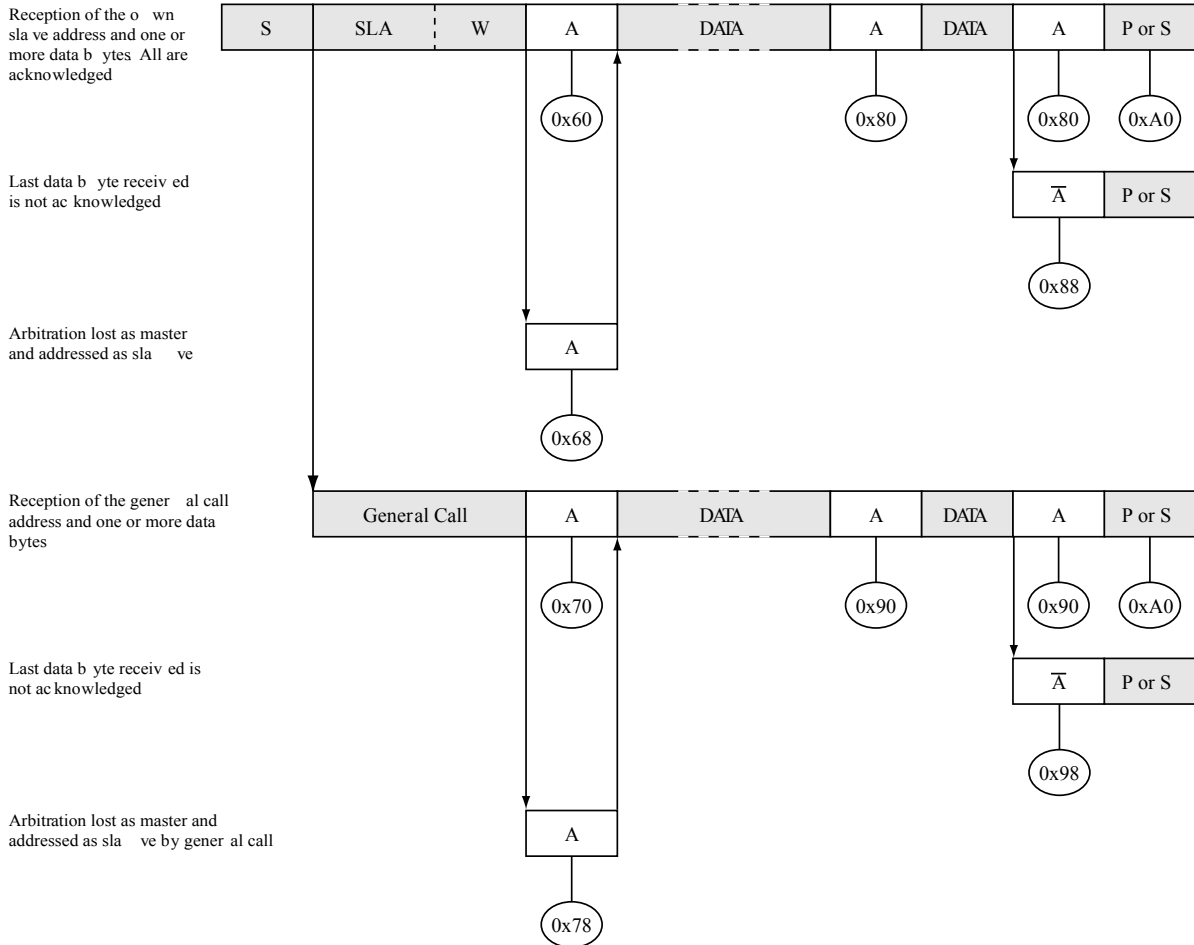 Reception of the o wn
sla ve address and one or
more data b ytes. All are
acknowledged
S SLA W A DATA A DATA A P or S
0x60 0x80 0x80 0xA0
Last data b yte receiv ed
is not ac knowledged
A P or S
0x88
Arbitration lost as master
and addressed as sla ve
A
0x68
Reception of the gener al call
address and one or more data
bytes
General Call A DATA A DATA A P or S
0x70 0x90 0x90 0xA0
Last data b yte receiv ed is
not ac knowledged
A P or S
0x98
Arbitration lost as master and
addressed as sla ve by gener al call
A
0x78